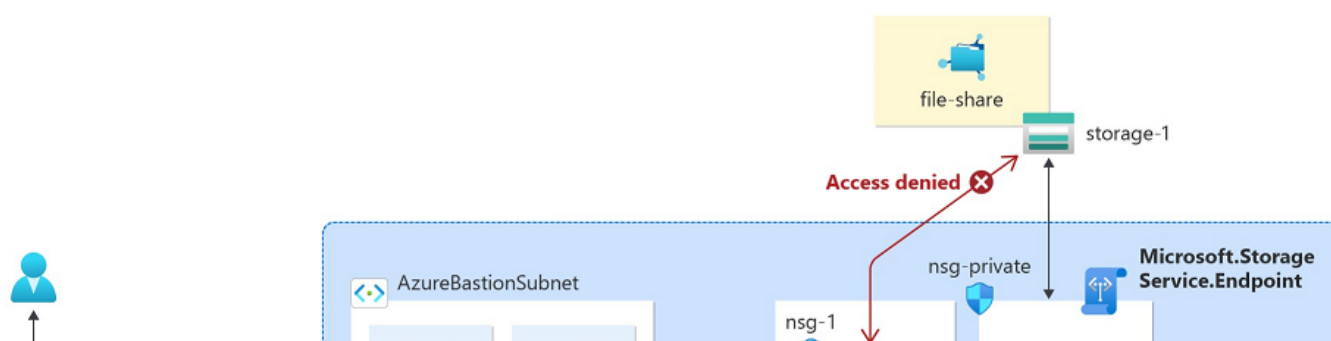 file-share
storage-1
Access denied
nsg-private
Microsoft.Storage
Service.Endpoint
AzureBastionSubnet
nsg-1